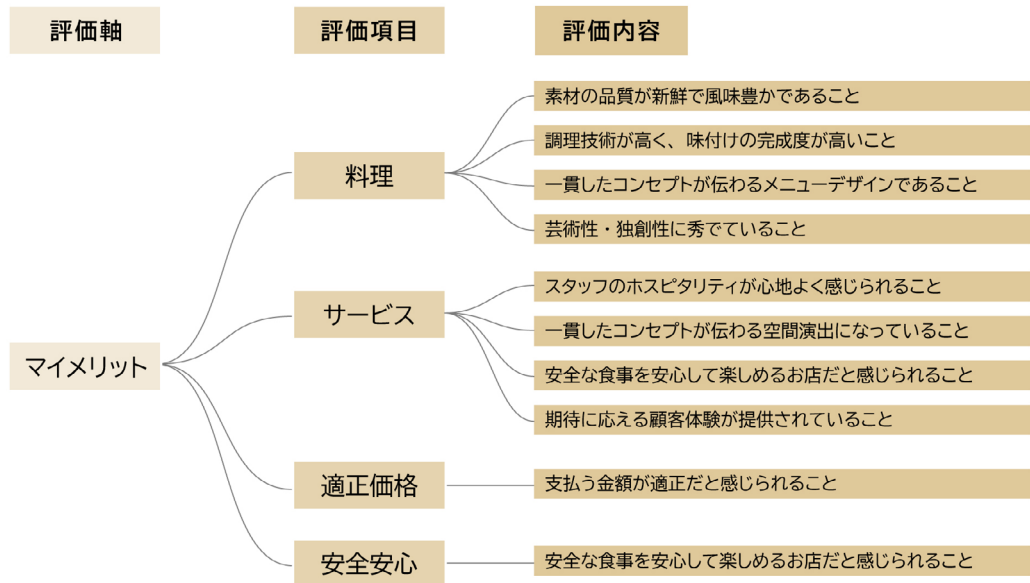 評価軸
評価項目
評価内容
マイメリット
料理
素材の品質が新鮮で風味豊かであること
調理技術が高く、味付けの完成度が高いこと
一貫したコンセプトが伝わるメニューデザインであること
芸術性・独創性に秀でていること
サービス
スタッフのホスピタリティが心地よく感じられること
一貫したコンセプトが伝わる空間演出になっていること
安全な食事を安心して楽しめるお店だと感じられること
期待に応える顧客体験が提供されていること
適正価格
支払う金額が適正だと感じられること
安全安心
安全な食事を安心して楽しめるお店だと感じられること